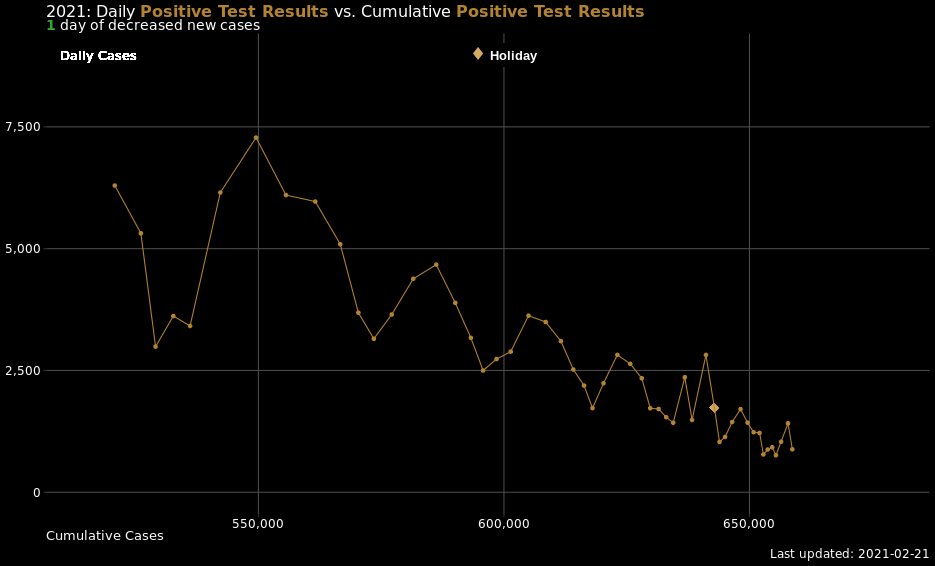 2021: Daily Positive Test Results vs. Cumulative Positive Test Results
1 day of decreased new cases
Daily Cases
Holiday
7,500
5,000
2,500
0
550,000 600,000 650,000
Cumulative Cases
Last updated: 2021-02-21